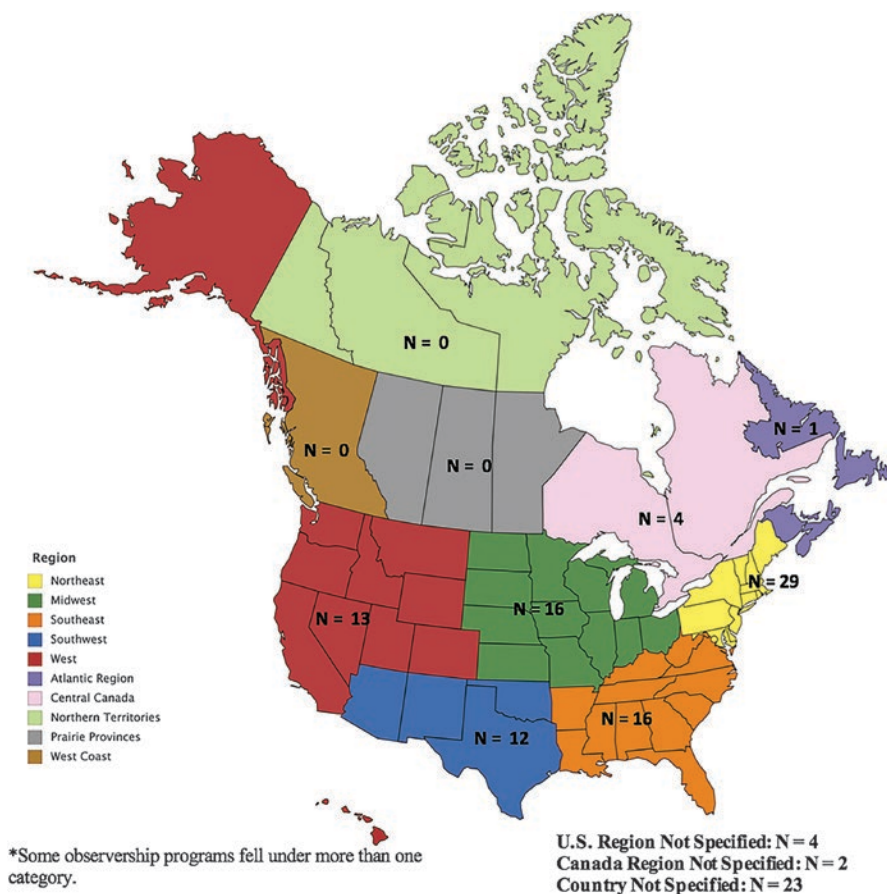 N = 0
N = 1
N = 0
N = 0
N = 4
Region
Northeast
Midwest
Southeast
Southwest
West
Atlantic Region
Central Canada
Northern Territories
Prairie Provinces
West Coast
N = 29
N = 16
N = 13
N = 16
N = 12
*Some observership programs fell under more than one
category.
U.S. Region Not Specified: N = 4
Canada Region Not Specified: N = 2
Country Not Specified: N = 23